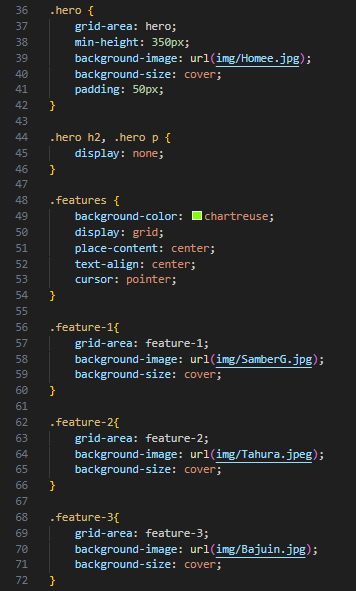 36 .hero {
37     grid-area: hero;
38     min-height: 350px;
39     background-image: url(img/Homee.jpg);
40     background-size: cover;
41     padding: 50px;
42 }
43
44 .hero h2, .hero p {
45     display: none;
46 }
47
48 .features {
49     background-color: chartreuse;
50     display: grid;
51     place-content: center;
52     text-align: center;
53     cursor: pointer;
54 }
55
56 .feature-1{
57     grid-area: feature-1;
58     background-image: url(img/SamberG.jpg);
59     background-size: cover;
60 }
61
62 .feature-2{
63     grid-area: feature-2;
64     background-image: url(img/Tahura.jpeg);
65     background-size: cover;
66 }
67
68 .feature-3{
69     grid-area: feature-3;
70     background-image: url(img/Bajuin.jpg);
71     background-size: cover;
72 }